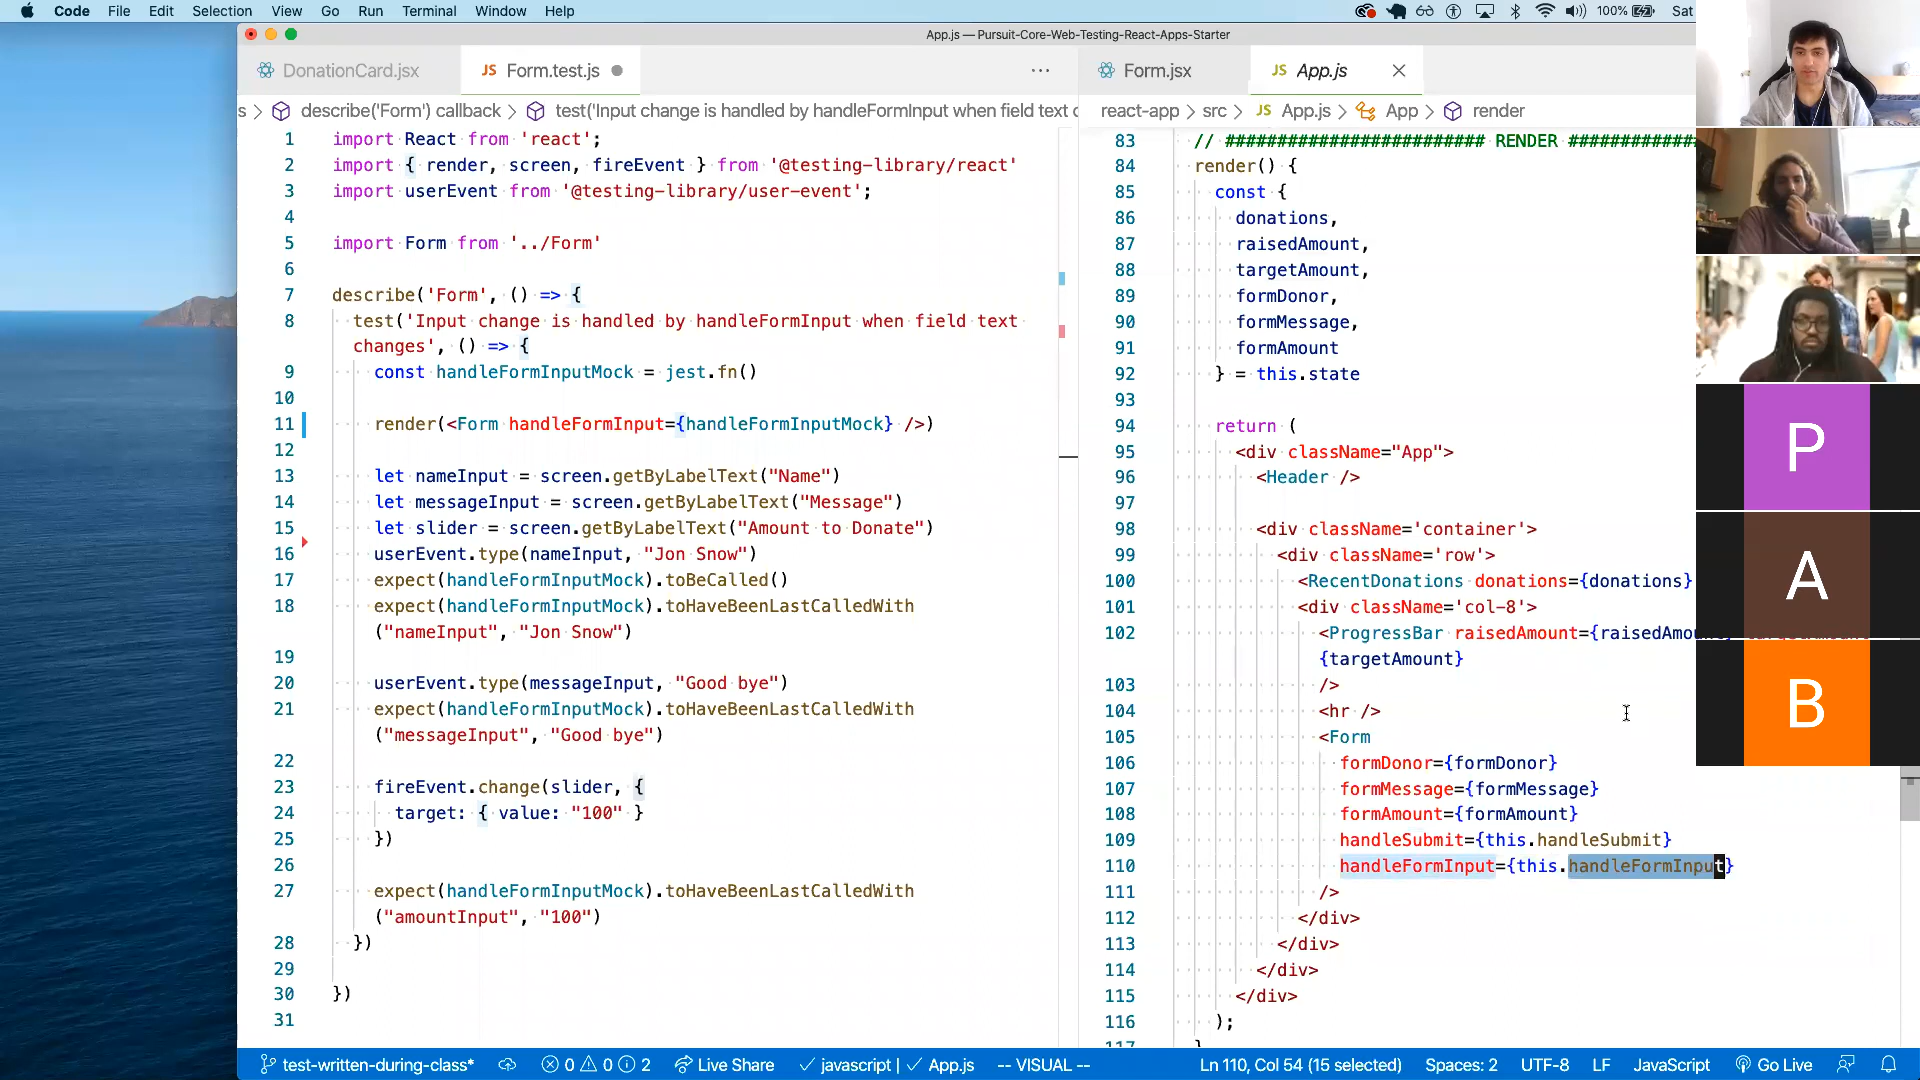 Code File Edit Selection View Go Run Terminal Window Help 100% Sat
App.js — Pursuit-Core-Web-Testing-React-Apps-Starter
DonationCard.jsx JS Form.test.js ● ··· Form.jsx JS App.js
s > describe('Form') callback > test('Input change is handled by handleFormInput when field text c
react-app > src > JS App.js > App > render
1 import React from 'react';
2 import { render, screen, fireEvent } from '@testing-library/react'
3 import userEvent from '@testing-library/user-event';
4
5 import Form from '../Form'
6
7 describe('Form', () => {
8 test('Input change is handled by handleFormInput when field text
changes', () => {
9 const handleFormInputMock = jest.fn()
10
11 render(<Form handleFormInput={handleFormInputMock} />)
12
13 let nameInput = screen.getByLabelText("Name")
14 let messageInput = screen.getByLabelText("Message")
15 let slider = screen.getByLabelText("Amount to Donate")
16 userEvent.type(nameInput, "Jon Snow")
17 expect(handleFormInputMock).toBeCalled()
18 expect(handleFormInputMock).toHaveBeenLastCalledWith
("nameInput", "Jon Snow")
19
20 userEvent.type(messageInput, "Good bye")
21 expect(handleFormInputMock).toHaveBeenLastCalledWith
("messageInput", "Good bye")
22
23 fireEvent.change(slider, {
24 target: { value: "100" }
25 })
26
27 expect(handleFormInputMock).toHaveBeenLastCalledWith
("amountInput", "100")
28 })
29
30 })
31
83 // ######################### RENDER #############
84 render() {
85 const {
86 donations,
87 raisedAmount,
88 targetAmount,
89 formDonor,
90 formMessage,
91 formAmount
92 } = this.state
93
94 return (
95 <div className="App">
96 <Header />
97
98 <div className='container'>
99 <div className='row'>
100 <RecentDonations donations={donations}
101 <div className='col-8'>
102 <ProgressBar raisedAmount={raisedAmou
{targetAmount}
103 />
104 <hr />
105 <Form
106 formDonor={formDonor}
107 formMessage={formMessage}
108 formAmount={formAmount}
109 handleSubmit={this.handleSubmit}
110 handleFormInput={this.handleFormInput}
111 />
112 </div>
113 </div>
114 </div>
115 </div>
116 );
117 }
P
A
B
test-written-during-class* 0 0 2 Live Share javascript | App.js -- VISUAL -- Ln 110, Col 54 (15 selected) Spaces: 2 UTF-8 LF JavaScript Go Live